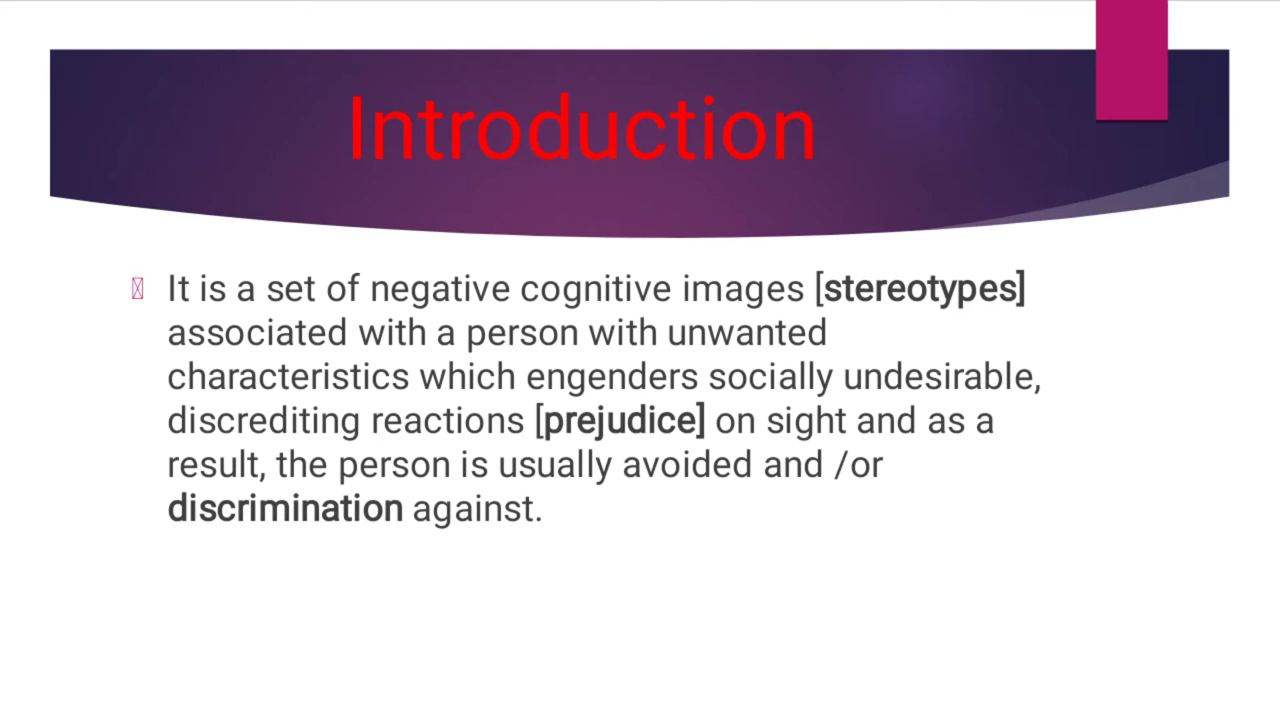 Introduction
It is a set of negative cognitive images [stereotypes]
associated with a person with unwanted
characteristics which engenders socially undesirable,
discrediting reactions [prejudice] on sight and as a
result, the person is usually avoided and /or
discrimination against.